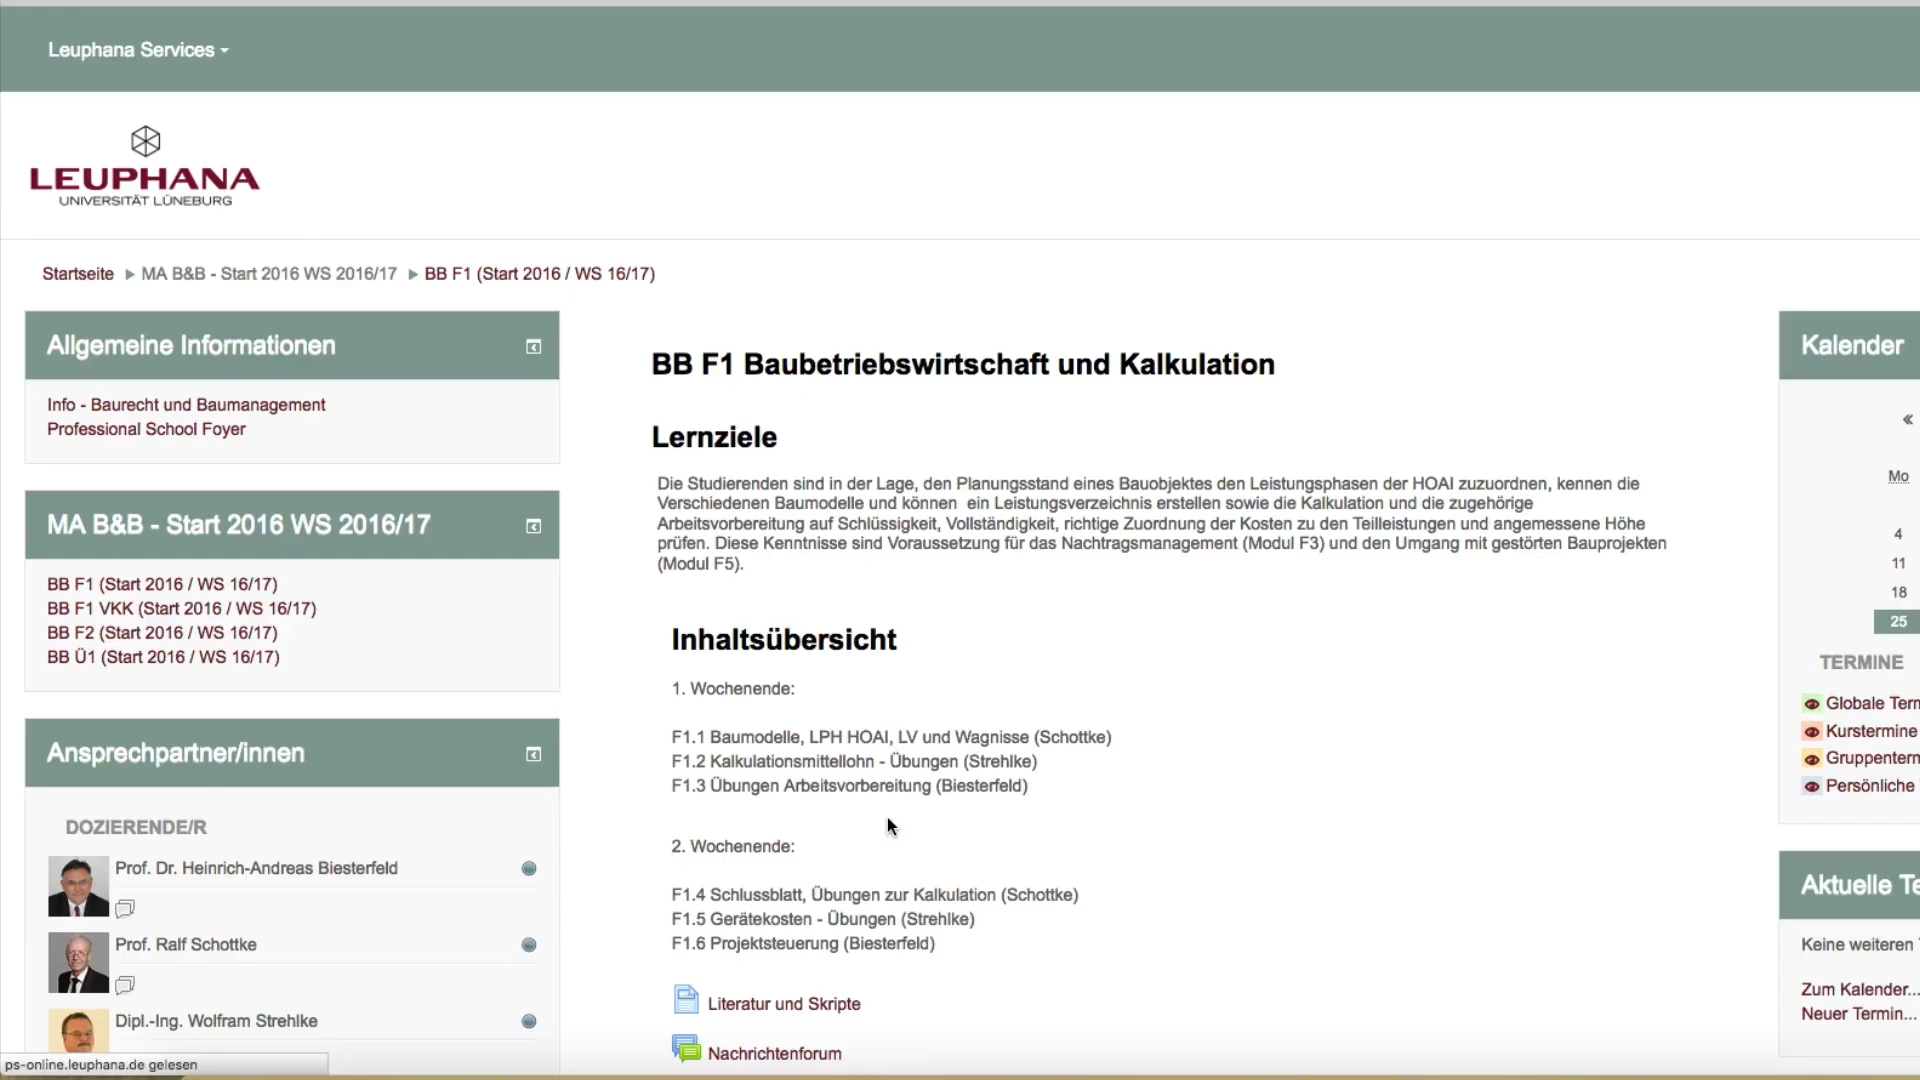 Leuphana Services
LEUPHANA
UNIVERSITÄT LÜNEBURG
Startseite MA B&B - Start 2016 WS 2016/17 BB F1 (Start 2016 / WS 16/17)
Allgemeine Informationen
Info - Baurecht und Baumanagement
Professional School Foyer
MA B&B - Start 2016 WS 2016/17
BB F1 (Start 2016 / WS 16/17)
BB F1 VKK (Start 2016 / WS 16/17)
BB F2 (Start 2016 / WS 16/17)
BB Ü1 (Start 2016 / WS 16/17)
Ansprechpartner/innen
DOZIERENDE/R
Prof. Dr. Heinrich-Andreas Biesterfeld
Prof. Ralf Schottke
Dipl.-Ing. Wolfram Strehlke
ps-online.leuphana.de gelesen
BB F1 Baubetriebswirtschaft und Kalkulation
Lernziele
Die Studierenden sind in der Lage, den Planungsstand eines Bauobjektes den Leistungsphasen der HOAI zuzuordnen, kennen die
Verschiedenen Baumodelle und können ein Leistungsverzeichnis erstellen sowie die Kalkulation und die zugehörige
Arbeitsvorbereitung auf Schlüssigkeit, Vollständigkeit, richtige Zuordnung der Kosten zu den Teilleistungen und angemessene Höhe
prüfen. Diese Kenntnisse sind Voraussetzung für das Nachtragsmanagement (Modul F3) und den Umgang mit gestörten Bauprojekten
(Modul F5).
Inhaltsübersicht
1. Wochenende:
F1.1 Baumodelle, LPH HOAI, LV und Wagnisse (Schottke)
F1.2 Kalkulationsmittellohn - Übungen (Strehlke)
F1.3 Übungen Arbeitsvorbereitung (Biesterfeld)
2. Wochenende:
F1.4 Schlussblatt, Übungen zur Kalkulation (Schottke)
F1.5 Gerätekosten - Übungen (Strehlke)
F1.6 Projektsteuerung (Biesterfeld)
Literatur und Skripte
Nachrichtenforum
Kalender
«
Mo
4
11
18
25
TERMINE
Globale Tern
Kurstermine
Gruppentern
Persönliche
Aktuelle Te
Keine weiteren
Zum Kalender...
Neuer Termin...